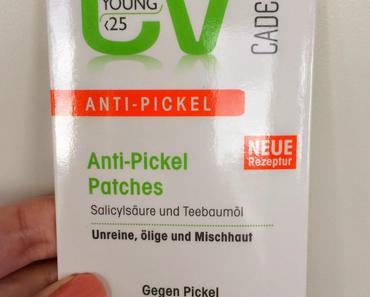 YOUNG
<25
CV
CADE
ANTI-PICKEL
NEUE
Rezeptur
Anti-Pickel
Patches
Salicylsäure und Teebaumöl
Unreine, ölige und Mischhaut
Gegen Pickel